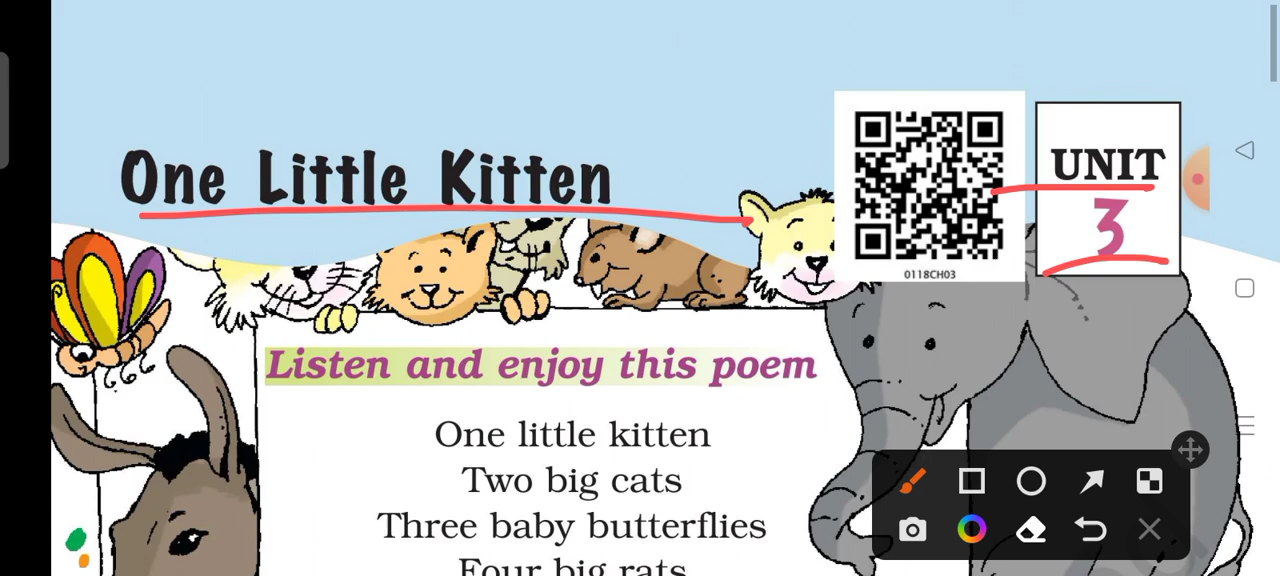 One Little Kitten
0118CH03
UNIT
3
Listen and enjoy this poem
One little kitten
Two big cats
Three baby butterflies
Four big rats